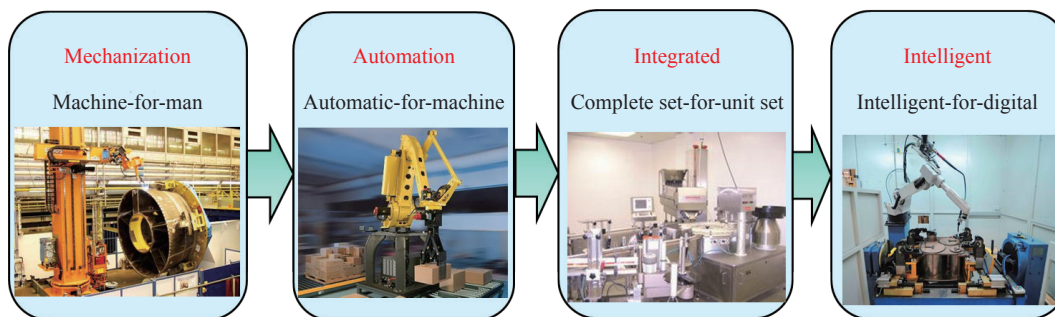 Mechanization
Machine-for-man
Automation
Automatic-for-machine
Integrated
Complete set-for-unit set
Intelligent
Intelligent-for-digital